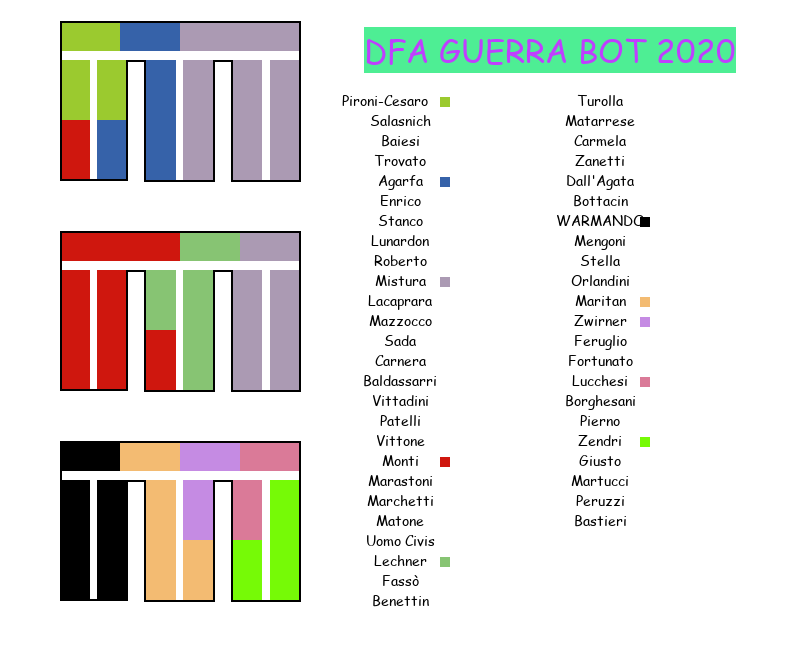 DFA GUERRA BOT 2020
Pironi-Cesaro
Salasnich
Baiesi
Trovato
Agarfa
Enrico
Stanco
Lunardon
Roberto
Mistura
Lacaprara
Mazzocco
Sada
Carnera
Baldassarri
Vittadini
Patelli
Vittone
Monti
Marastoni
Marchetti
Matone
Uomo Civis
Lechner
Fassò
Benettin
Turolla
Matarrese
Carmela
Zanetti
Dall'Agata
Bottacin
WARMANDO
Mengoni
Stella
Orlandini
Maritan
Zwirner
Feruglio
Fortunato
Lucchesi
Borghesani
Pierno
Zendri
Giusto
Martucci
Peruzzi
Bastieri